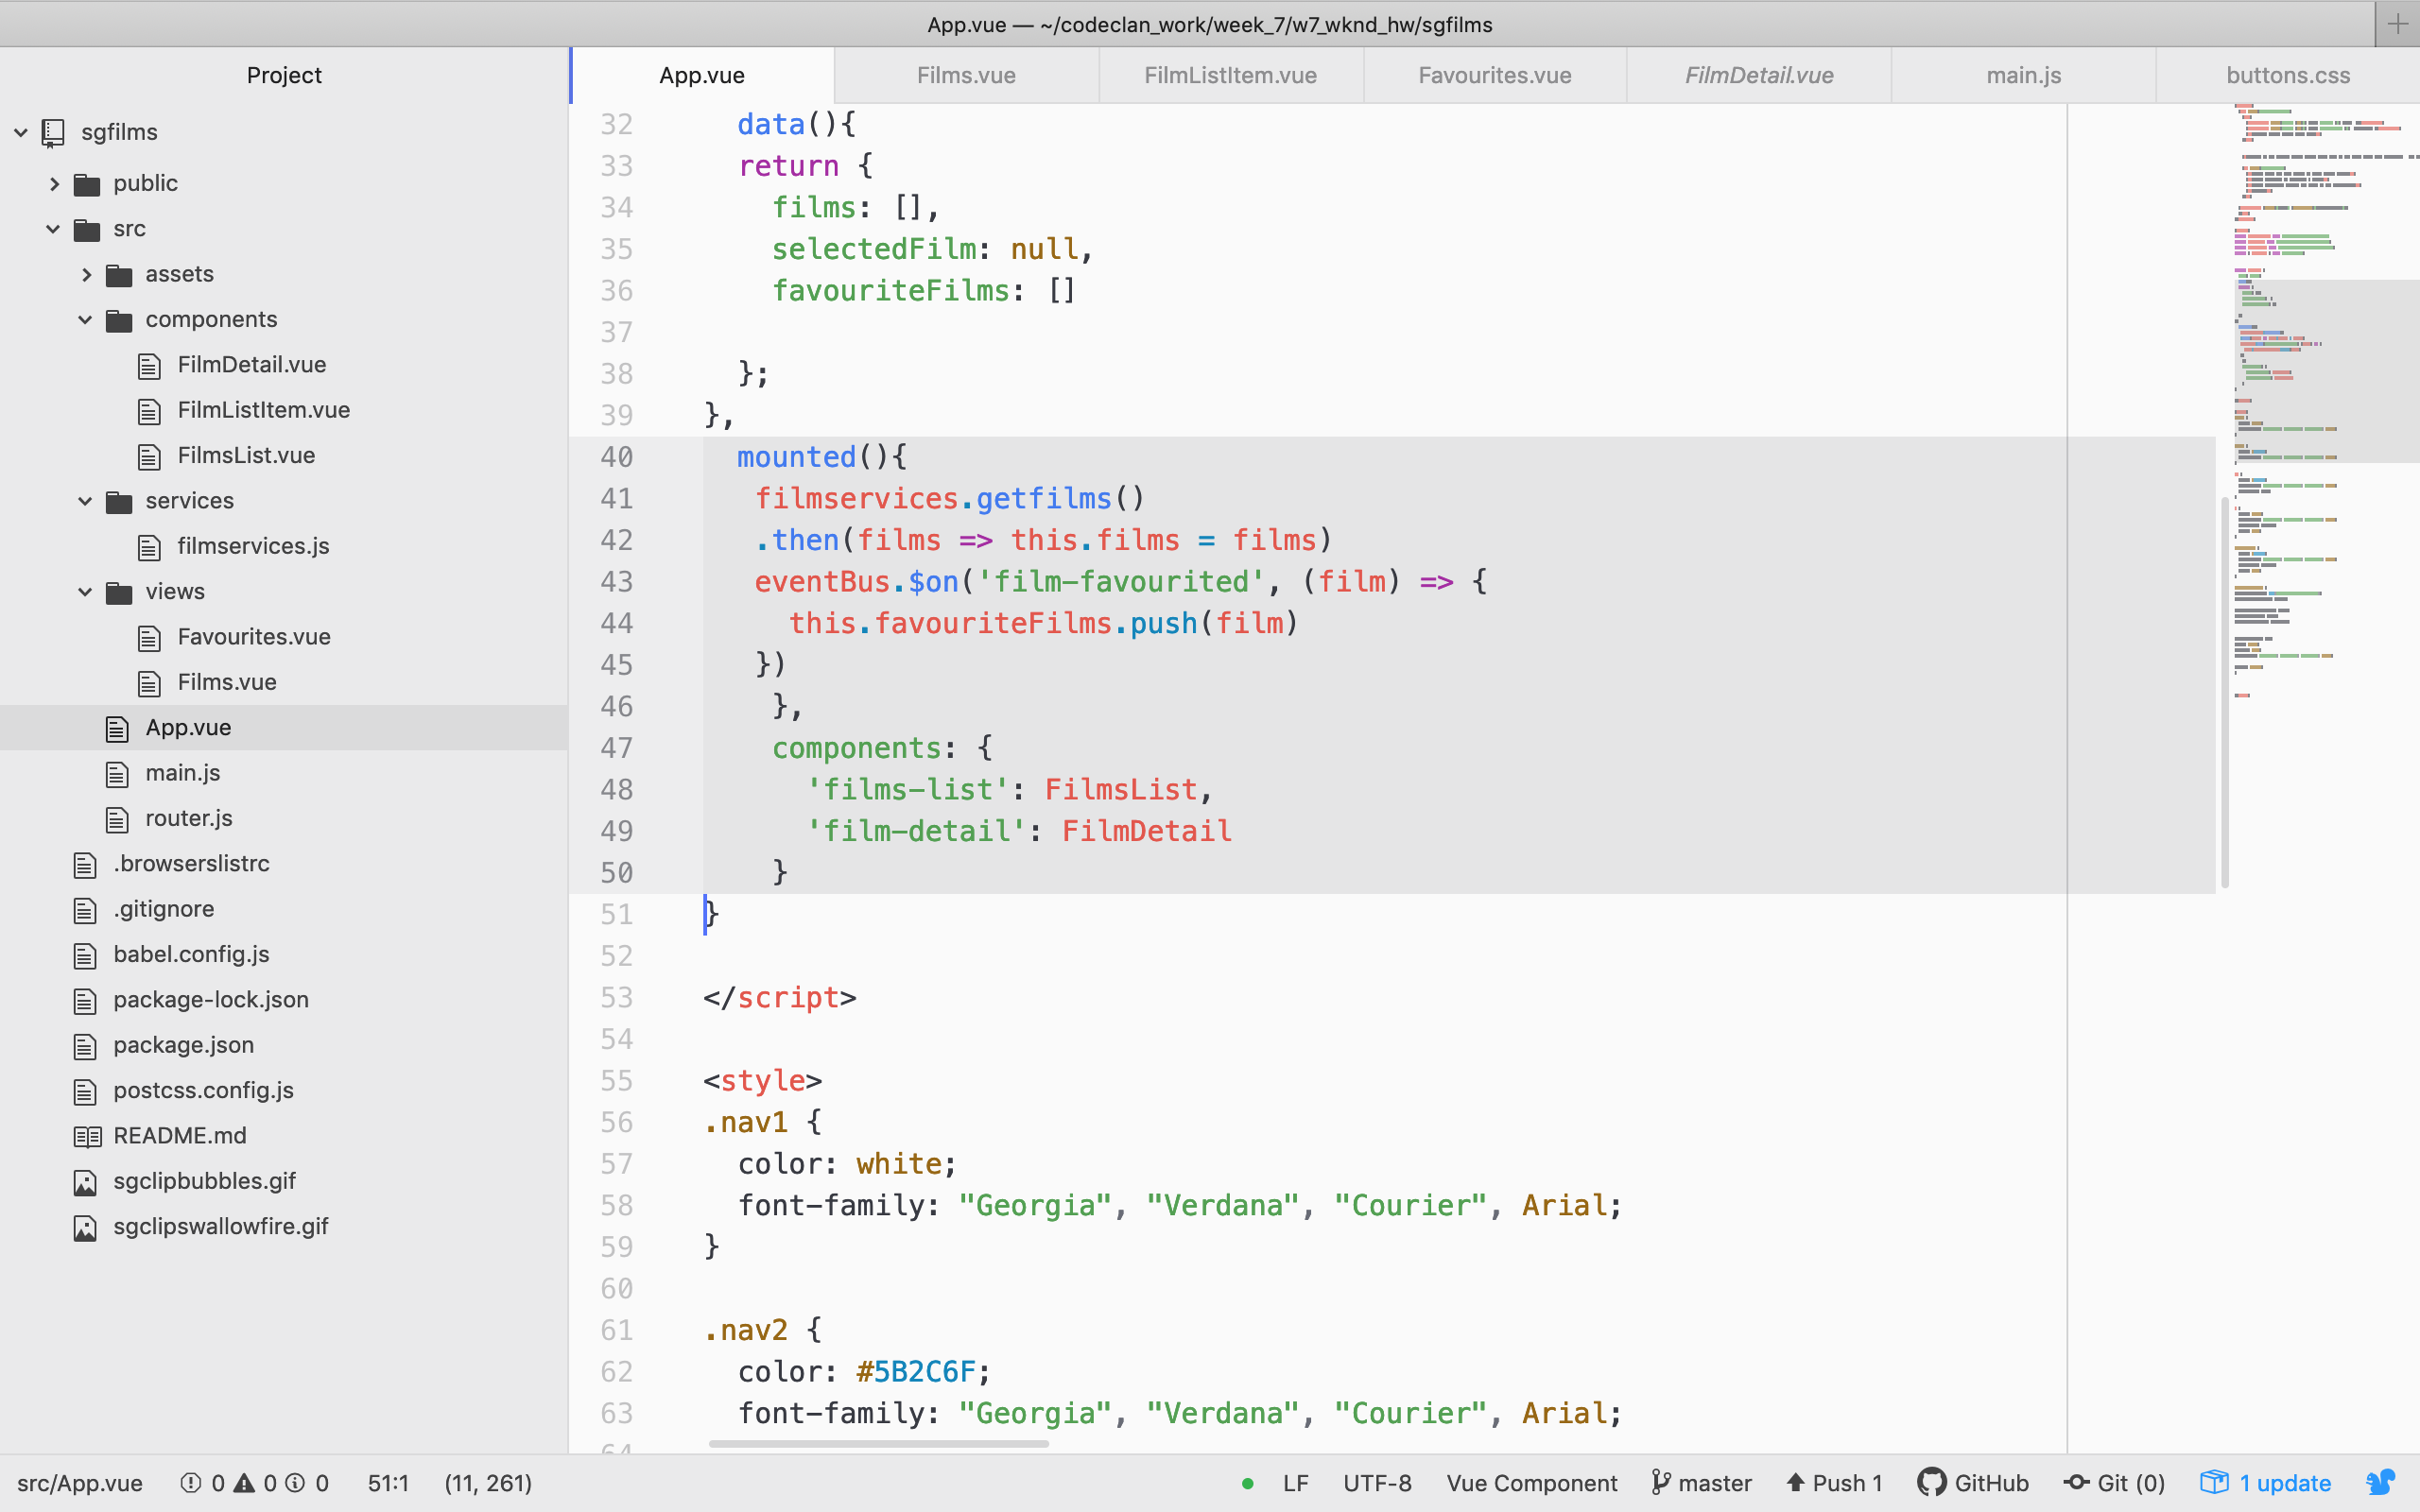 App.vue — ~/codeclan_work/week_7/w7_wknd_hw/sgfilms
Project
sgfilms
public
src
assets
components
FilmDetail.vue
FilmListItem.vue
FilmsList.vue
services
filmservices.js
views
Favourites.vue
Films.vue
App.vue
main.js
router.js
.browserslistrc
.gitignore
babel.config.js
package-lock.json
package.json
postcss.config.js
README.md
sgclipbubbles.gif
sgclipswallowfire.gif
App.vue Films.vue FilmListItem.vue Favourites.vue FilmDetail.vue main.js buttons.css
32 data(){
33 return {
34 films: [],
35 selectedFilm: null,
36 favouriteFilms: []
37
38 };
39 },
40 mounted(){
41 filmservices.getfilms()
42 .then(films => this.films = films)
43 eventBus.$on('film-favourited', (film) => {
44 this.favouriteFilms.push(film)
45 })
46 },
47 components: {
48 'films-list': FilmsList,
49 'film-detail': FilmDetail
50 }
51 }
52
53 </script>
54
55 <style>
56 .nav1 {
57 color: white;
58 font-family: "Georgia", "Verdana", "Courier", Arial;
59 }
60
61 .nav2 {
62 color: #5B2C6F;
63 font-family: "Georgia", "Verdana", "Courier", Arial;
64
src/App.vue 0 0 0 51:1 (11, 261) LF UTF-8 Vue Component master Push 1 GitHub Git (0) 1 update